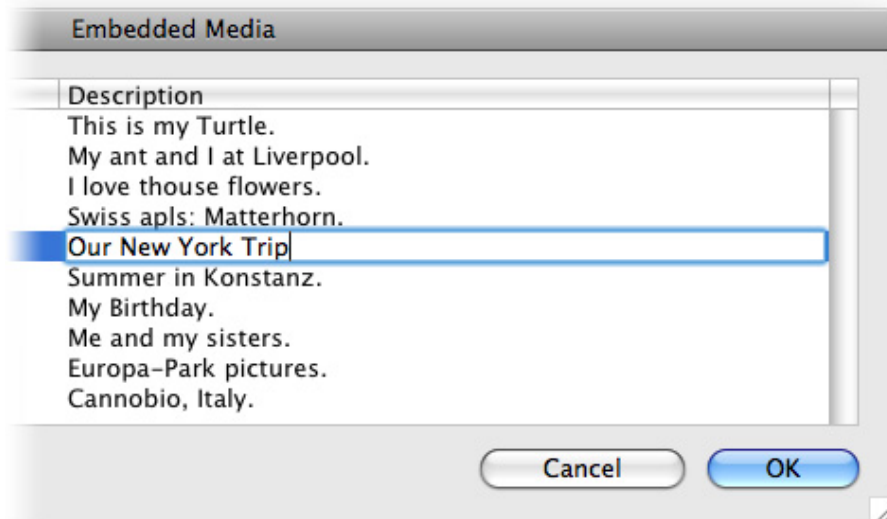 Embedded Media
Description
This is my Turtle.
My ant and I at Liverpool.
I love thouse flowers.
Swiss apls: Matterhorn.
Our New York Trip
Summer in Konstanz.
My Birthday.
Me and my sisters.
Europa-Park pictures.
Cannobio, Italy.
Cancel OK